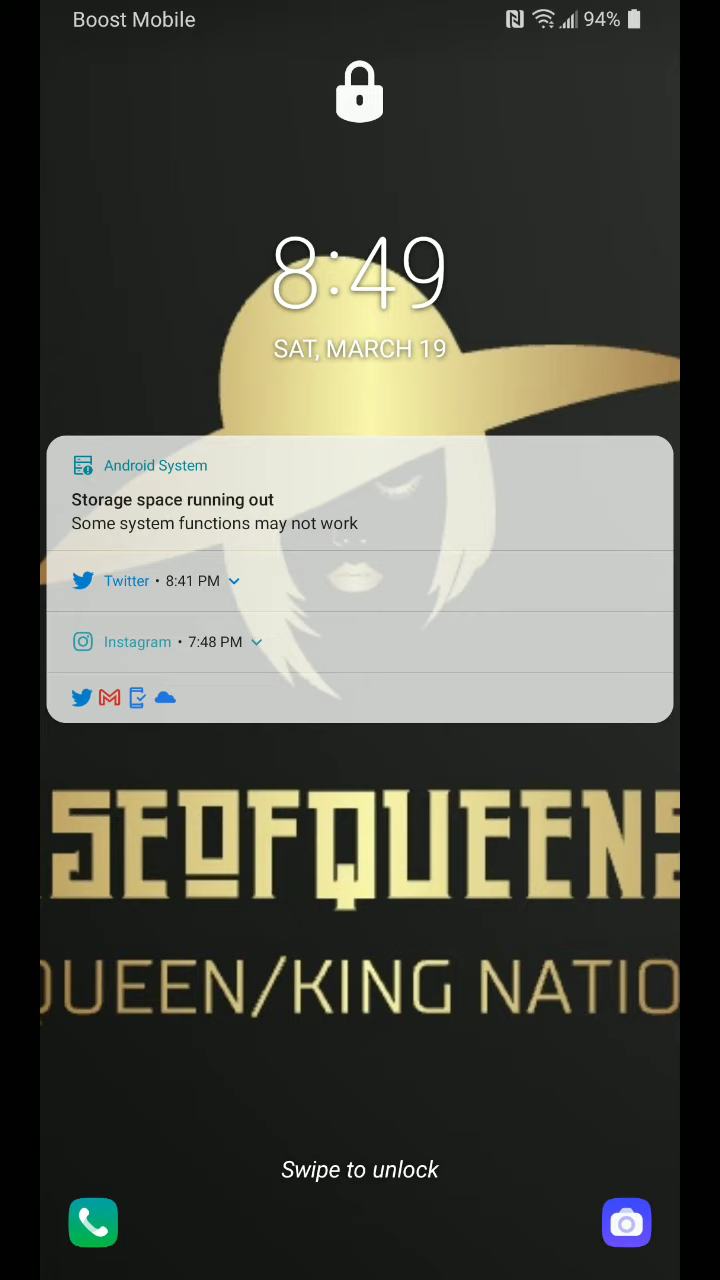 Boost Mobile 94%
8:49
SAT, MARCH 19
Android System
Storage space running out
Some system functions may not work
Twitter • 8:41 PM
Instagram • 7:48 PM
SEOFQUEENS
QUEEN/KING NATIO
Swipe to unlock